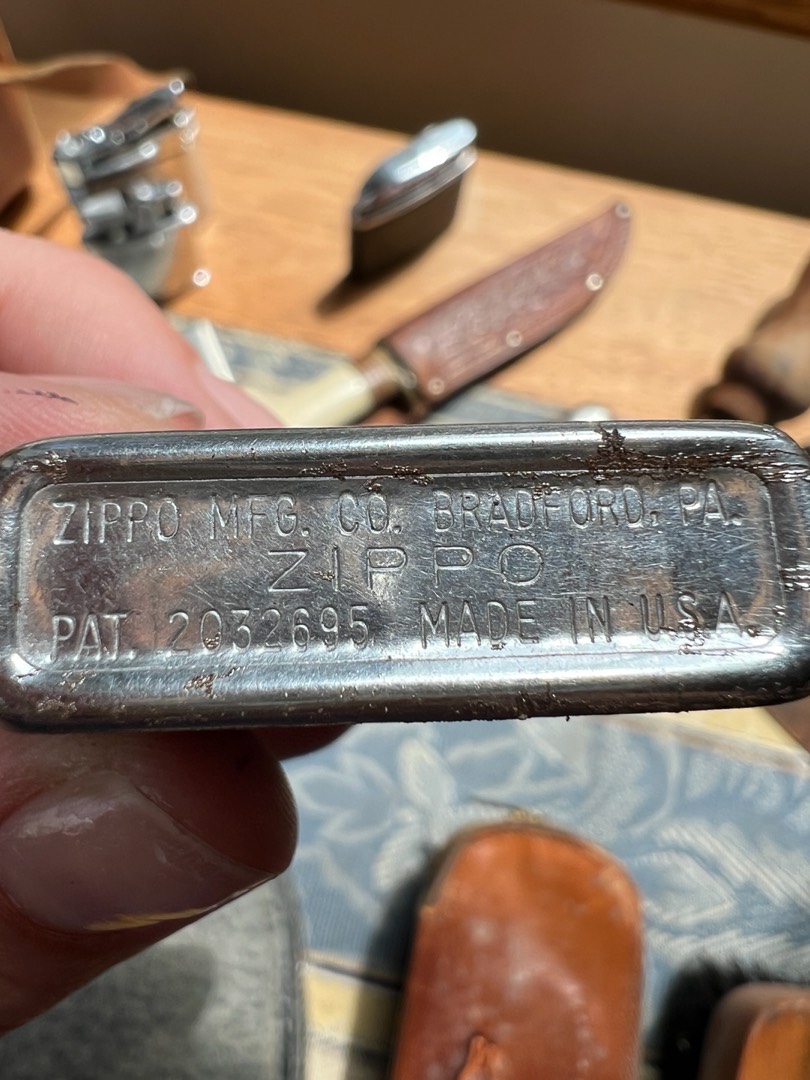 ZIPPO MFG. CO. BRADFORD, PA.
ZIPPO
PAT. 2032695 MADE IN U.S.A.